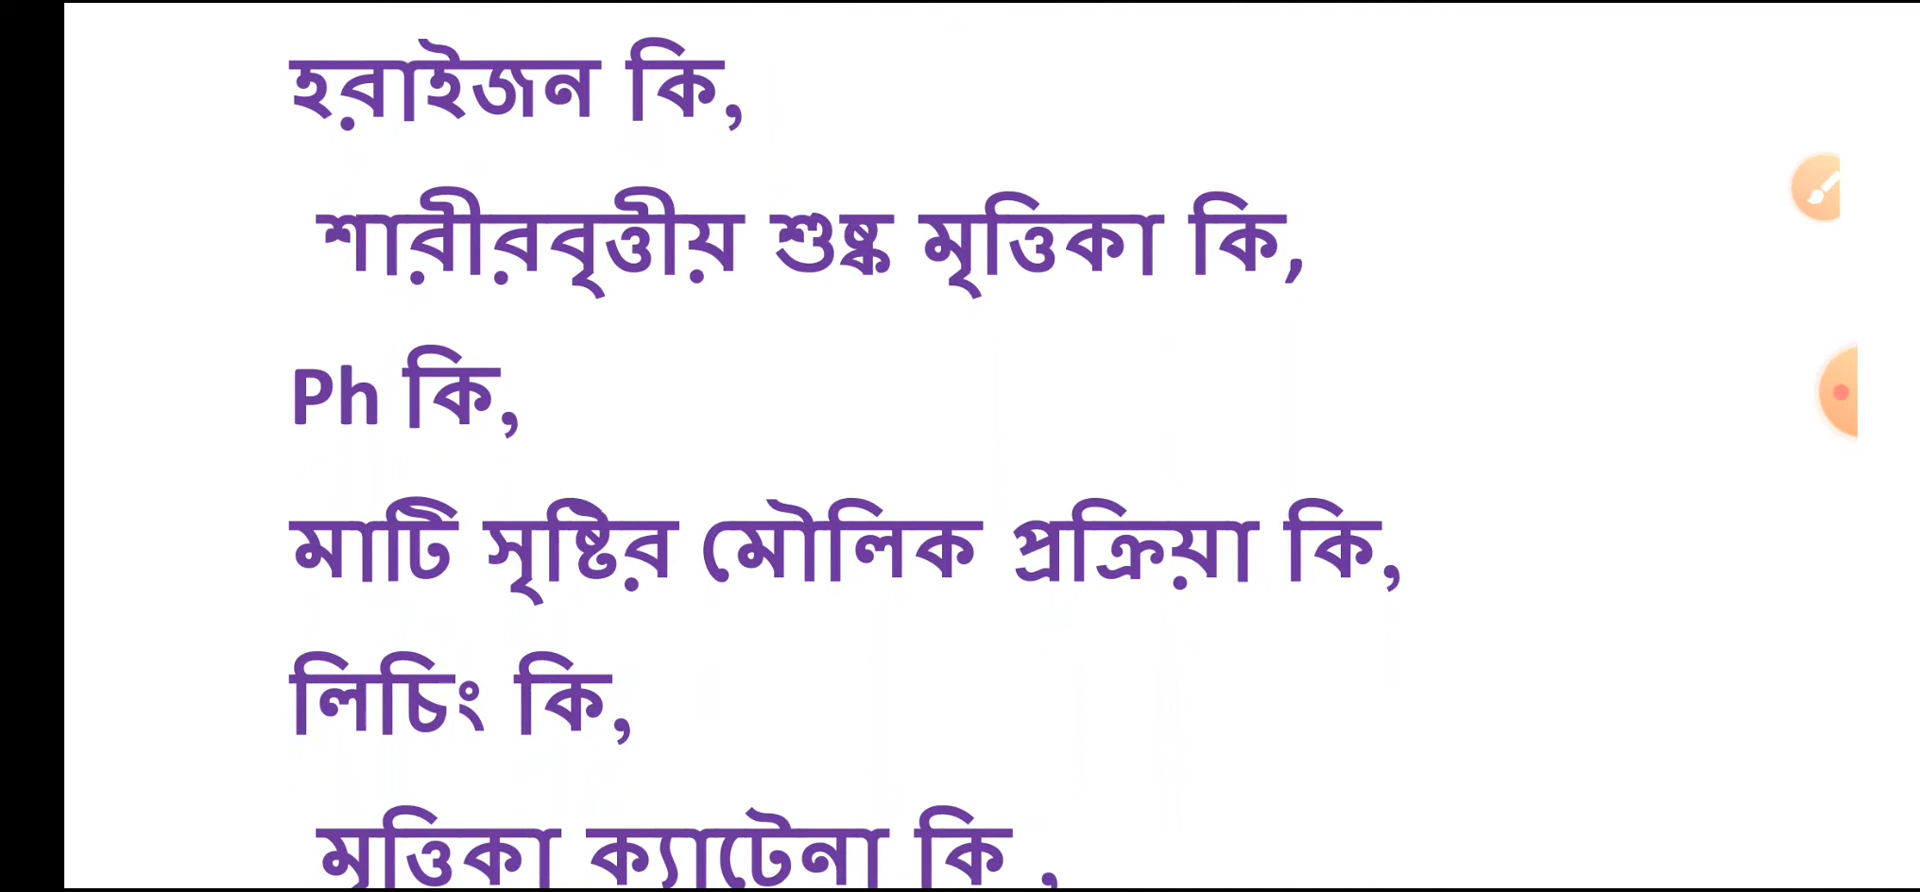 হরাইজন কি,
শারীরবৃত্তীয় শুষ্ক মৃত্তিকা কি,
Ph কি,
মাটি সৃষ্টির মৌলিক প্রক্রিয়া কি,
লিচিং কি,
মৃত্তিকা ক্যাটেনা কি ,